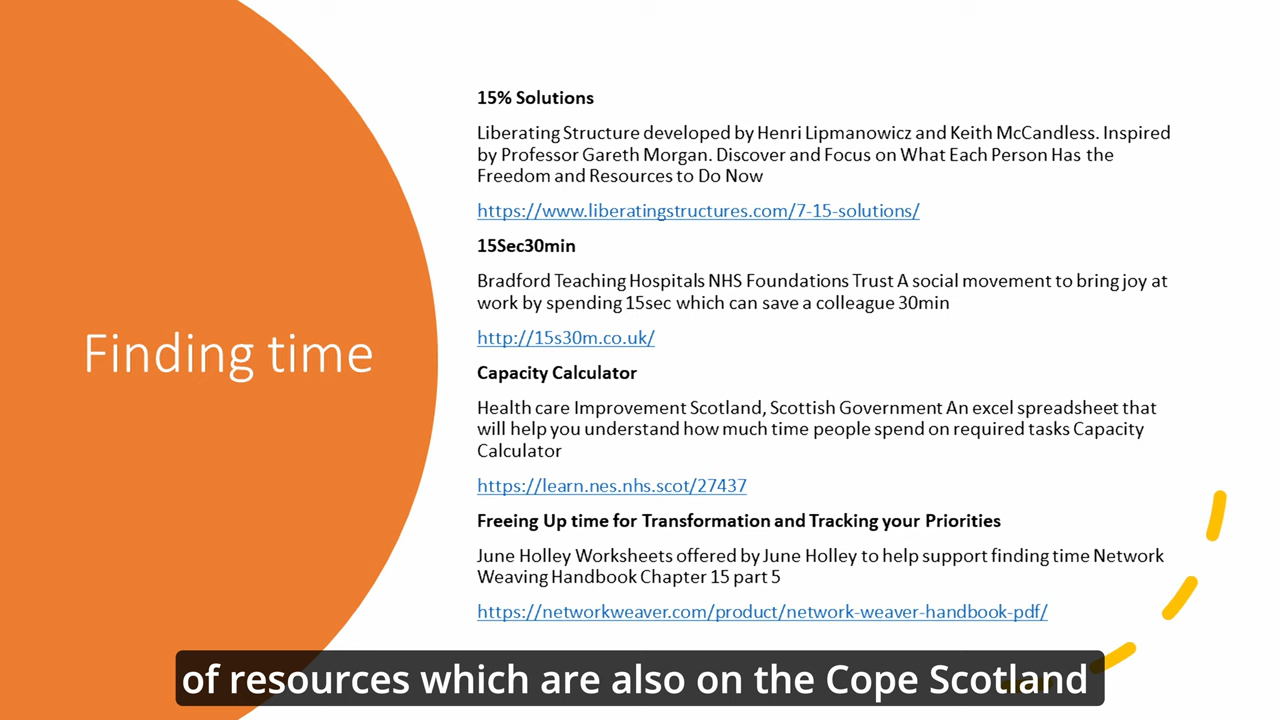 Finding time
15% Solutions
Liberating Structure developed by Henri Lipmanowicz and Keith McCandless. Inspired
by Professor Gareth Morgan. Discover and Focus on What Each Person Has the
Freedom and Resources to Do Now
https://www.liberatingstructures.com/7-15-solutions/
15Sec30min
Bradford Teaching Hospitals NHS Foundations Trust A social movement to bring joy at
work by spending 15sec which can save a colleague 30min
http://15s30m.co.uk/
Capacity Calculator
Health care Improvement Scotland, Scottish Government An excel spreadsheet that
will help you understand how much time people spend on required tasks Capacity
Calculator
https://learn.nes.nhs.scot/27437
Freeing Up time for Transformation and Tracking your Priorities
June Holley Worksheets offered by June Holley to help support finding time Network
Weaving Handbook Chapter 15 part 5
https://networkweaver.com/product/network-weaver-handbook-pdf/
of resources which are also on the Cope Scotland